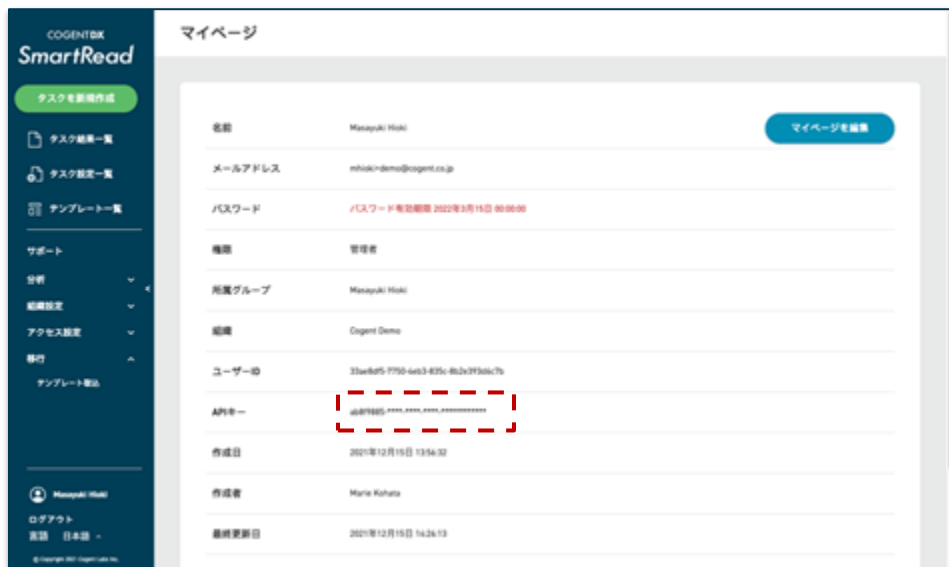 COGENTDX
SmartRead
タスクを新規作成
タスク結果一覧
タスク設定一覧
テンプレート一覧
サポート
分析
組織設定
アクセス設定
移行
テンプレート取込
Masayuki Hioki
ログアウト
言語 日本語
© Copyright 2021 Cogent Labs Inc.
マイページ
マイページを編集
名前 Masayuki Hioki
メールアドレス mhioki+demo@cogent.co.jp
パスワード パスワード有効期限 2022年3月15日 00:00:00
権限 管理者
所属グループ Masayuki Hioki
組織 Cogent Demo
ユーザーID
APIキー
作成日 2021年12月15日 13:56:32
作成者 Marie Kohata
最終更新日 2021年12月15日 14:26:13